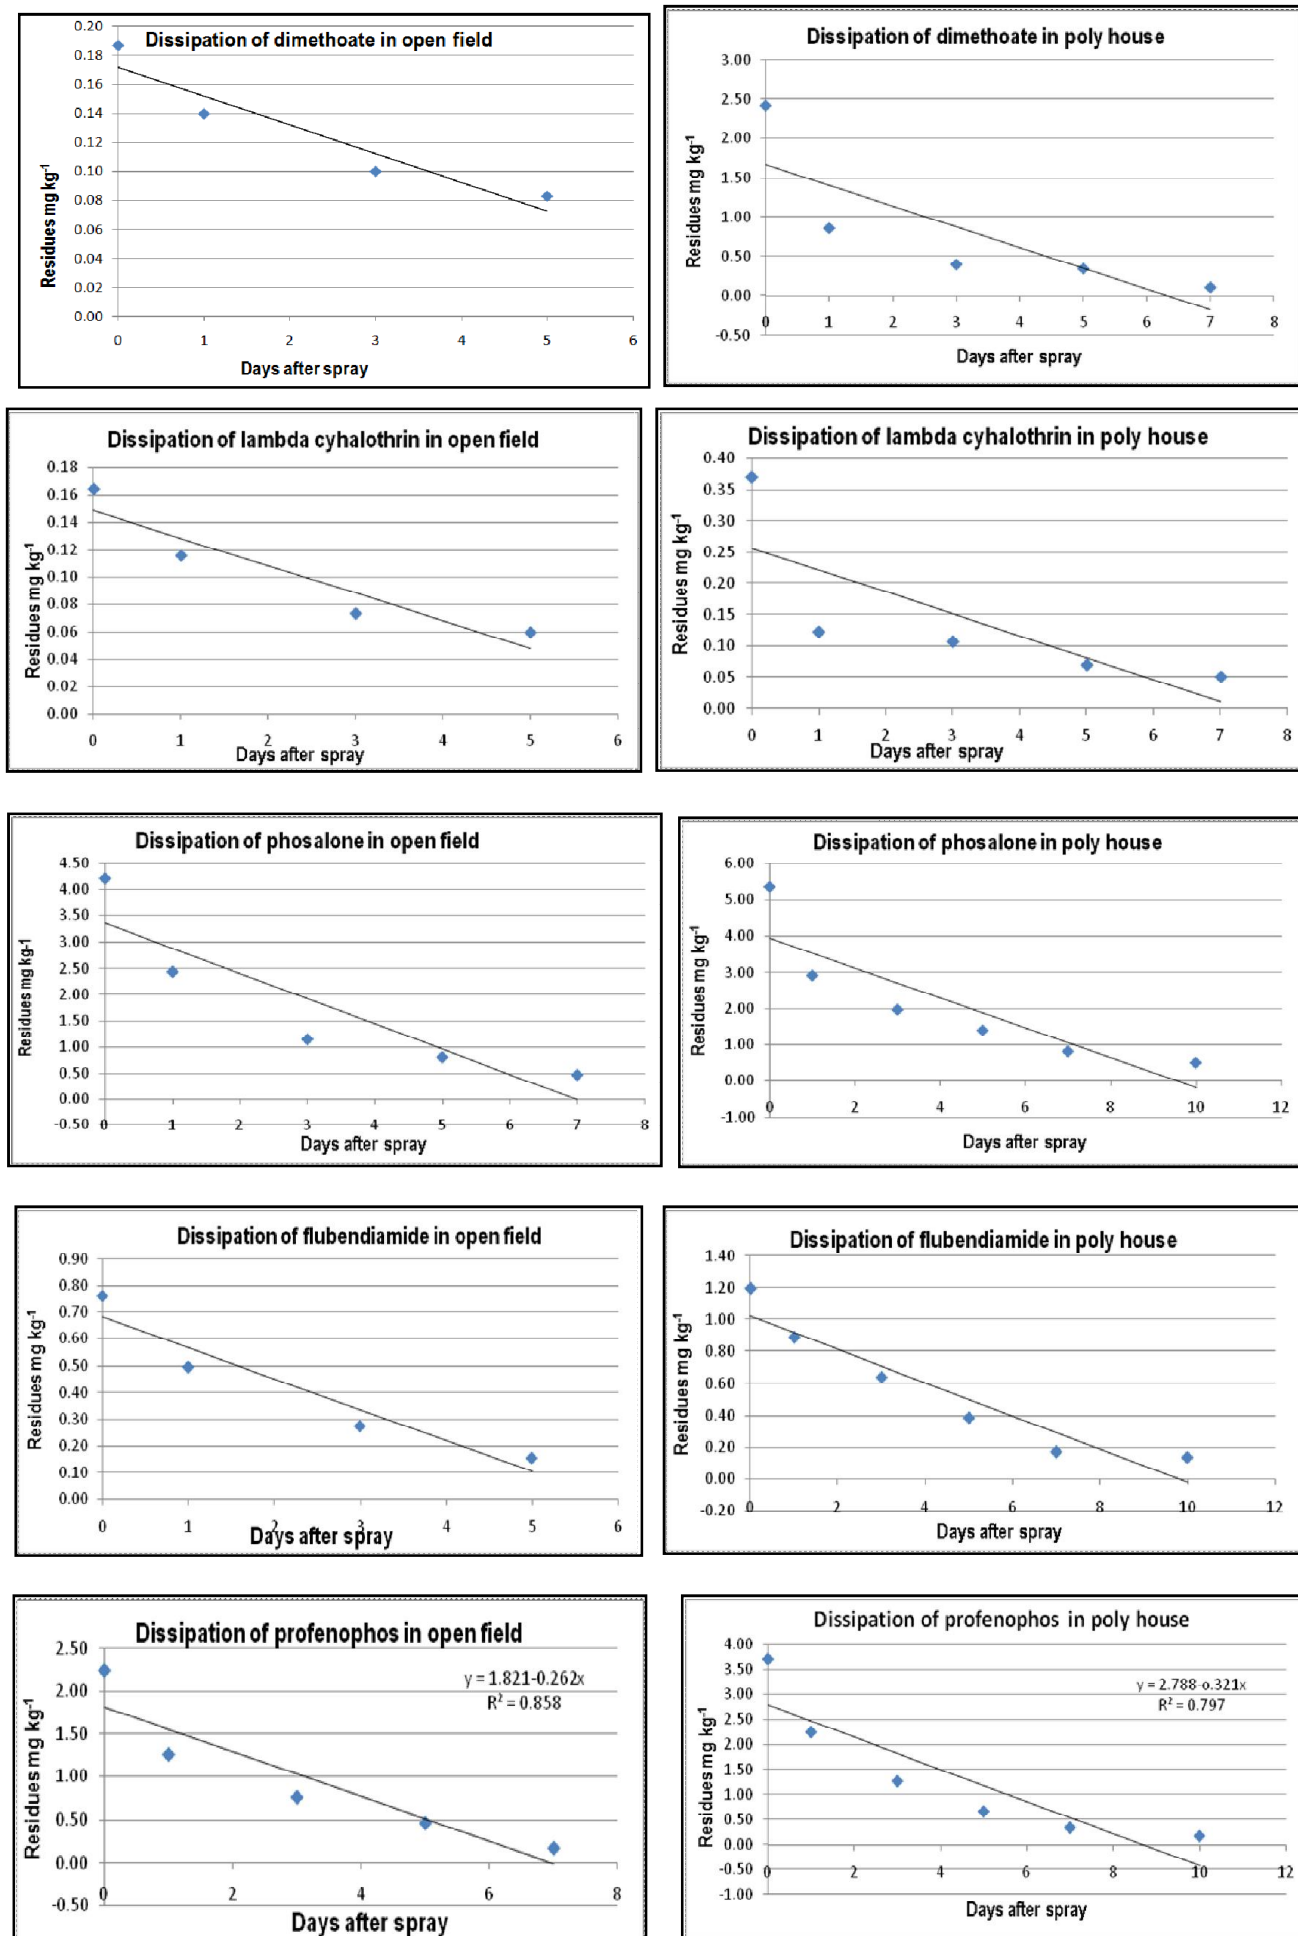 Dissipation of dimethoate in open field
0.20
0.18
0.16
0.14
0.12
0.10
0.08
0.06
0.04
0.02
0.00
Residues mg kg-1
0 1 2 3 4 5 6
Days after spray
Dissipation of dimethoate in poly house
3.00
2.50
2.00
1.50
1.00
0.50
0.00
-0.50
Residues mg kg-1
0 1 2 3 4 5 6 7 8
Days after spray
Dissipation of lambda cyhalothrin in open field
0.18
0.16
0.14
0.12
0.10
0.08
0.06
0.04
0.02
0.00
Residues mg kg-1
0 1 2 3 4 5 6
Days after spray
Dissipation of lambda cyhalothrin in poly house
0.40
0.35
0.30
0.25
0.20
0.15
0.10
0.05
0.00
Residues mg kg-1
0 1 2 3 4 5 6 7 8
Days after spray
Dissipation of phosalone in open field
4.50
4.00
3.50
3.00
2.50
2.00
1.50
1.00
0.50
0.00
-0.50
Residues mg kg-1
0 1 2 3 4 5 6 7 8
Days after spray
Dissipation of phosalone in poly house
6.00
5.00
4.00
3.00
2.00
1.00
0.00
-1.00
Residues mg kg-1
0 2 4 6 8 10 12
Days after spray
Dissipation of flubendiamide in open field
0.90
0.80
0.70
0.60
0.50
0.40
0.30
0.20
0.10
0.00
Residues mg kg-1
0 1 2 3 4 5 6
Days after spray
Dissipation of flubendiamide in poly house
1.40
1.20
1.00
0.80
0.60
0.40
0.20
0.00
-0.20
Residues mg kg-1
0 2 4 6 8 10 12
Days after spray
Dissipation of profenophos in open field
2.50
2.00
1.50
1.00
0.50
0.00
-0.50
Residues mg kg-1
y = 1.821-0.262x
R² = 0.858
0 2 4 6 8
Days after spray
Dissipation of profenophos in poly house
4.00
3.50
3.00
2.50
2.00
1.50
1.00
0.50
0.00
-0.50
-1.00
Residues mg kg-1
y = 2.788-o.321x
R² = 0.797
0 2 4 6 8 10 12
Days after spray